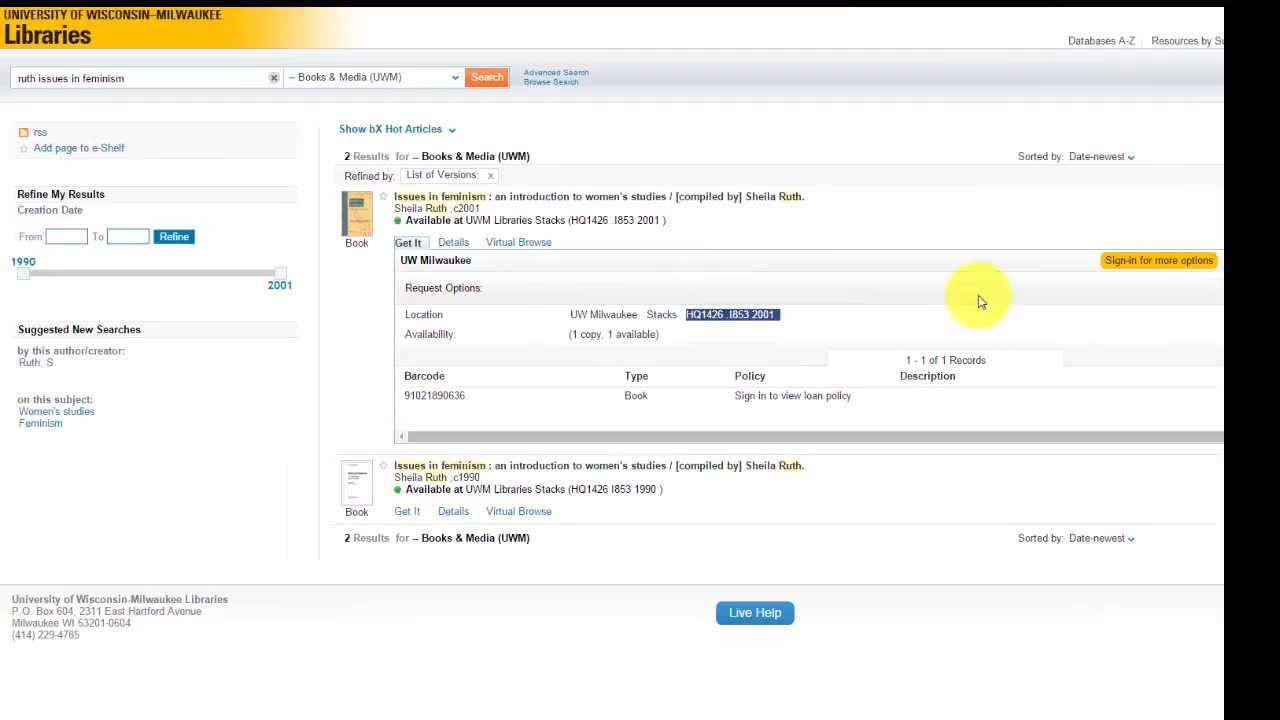 UNIVERSITY OF WISCONSIN–MILWAUKEE
Libraries
Databases A-Z
Resources by Su
ruth issues in feminism
-- Books & Media (UWM)
Search
Advanced Search
Browse Search
rss
Add page to e-Shelf
Refine My Results
Creation Date
From To Refine
1990
2001
Suggested New Searches
by this author/creator:
Ruth, S
on this subject:
Women's studies
Feminism
Show bX Hot Articles
2 Results for -- Books & Media (UWM)
Sorted by: Date-newest
Refined by: List of Versions: x
Issues in feminism : an introduction to women's studies / [compiled by] Sheila Ruth.
Sheila Ruth ;c2001
Available at UWM Libraries Stacks (HQ1426 .I853 2001 )
Book
Get It Details Virtual Browse
UW Milwaukee
Sign-in for more options
Request Options:
Location UW Milwaukee Stacks HQ1426 .I853 2001
Availability: (1 copy, 1 available)
1 - 1 of 1 Records
Barcode Type Policy Description
91021890636 Book Sign in to view loan policy
Issues in feminism : an introduction to women's studies / [compiled by] Sheila Ruth.
Sheila Ruth ;c1990
Available at UWM Libraries Stacks (HQ1426 I853 1990 )
Book
Get It Details Virtual Browse
2 Results for -- Books & Media (UWM)
Sorted by: Date-newest
University of Wisconsin-Milwaukee Libraries
P.O. Box 604, 2311 East Hartford Avenue
Milwaukee WI 53201-0604
(414) 229-4785
Live Help